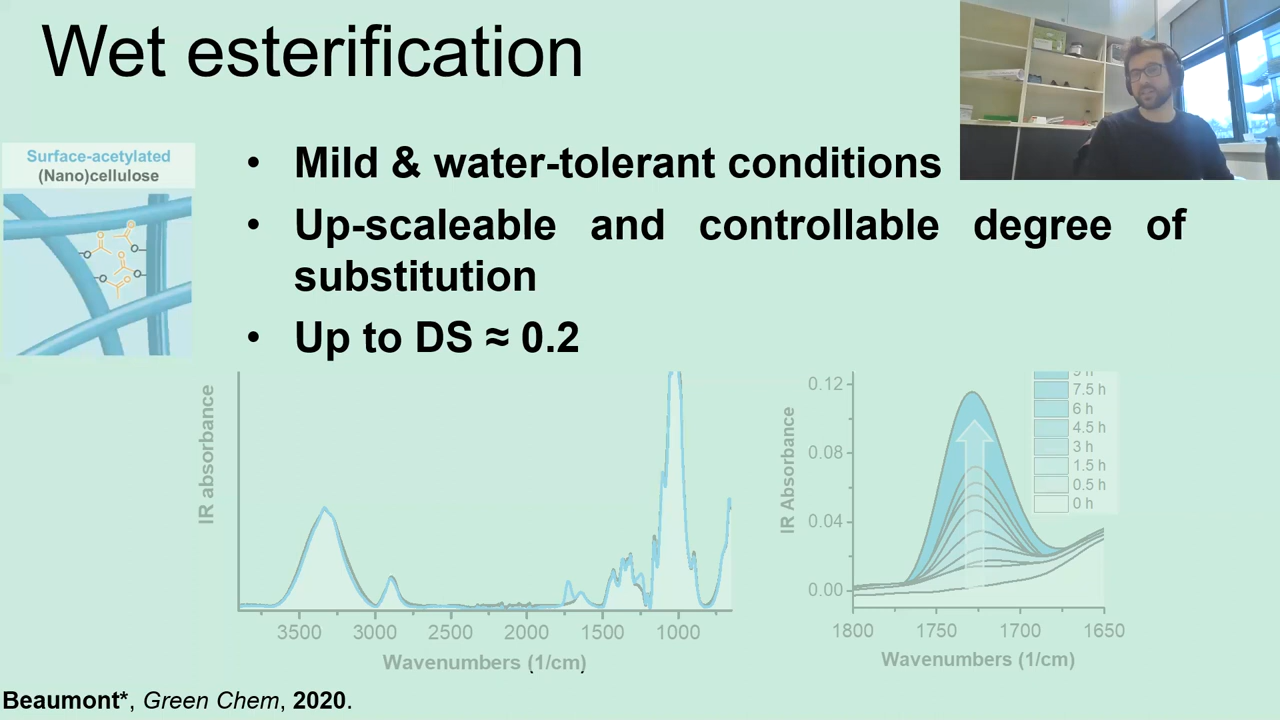 Wet esterification
Surface-acetylated
(Nano)cellulose
• Mild & water-tolerant conditions
• Up-scaleable and controllable degree of
substitution
• Up to DS ≈ 0.2
IR absorbance
3500 3000 2500 2000 1500 1000
Wavenumbers (1/cm)
IR Absorbance
0.12
0.08
0.04
0.00
9 h
7.5 h
6 h
4.5 h
3 h
1.5 h
0.5 h
0 h
1800 1750 1700 1650
Wavenumbers (1/cm)
Beaumont*, Green Chem, 2020.